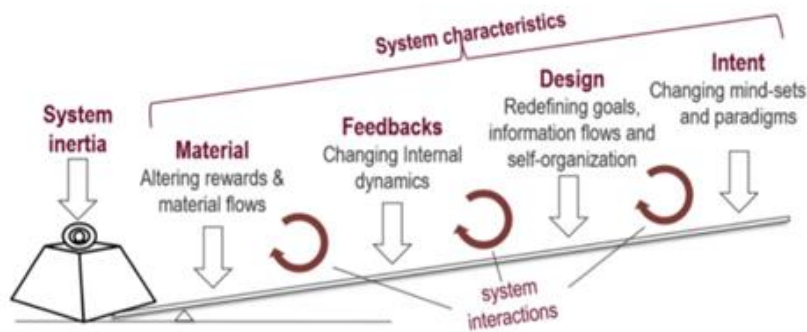 System characteristics
System
inertia
Material
Altering rewards &
material flows
Feedbacks
Changing Internal
dynamics
Design
Redefining goals,
information flows and
self-organization
Intent
Changing mind-sets
and paradigms
system
interactions